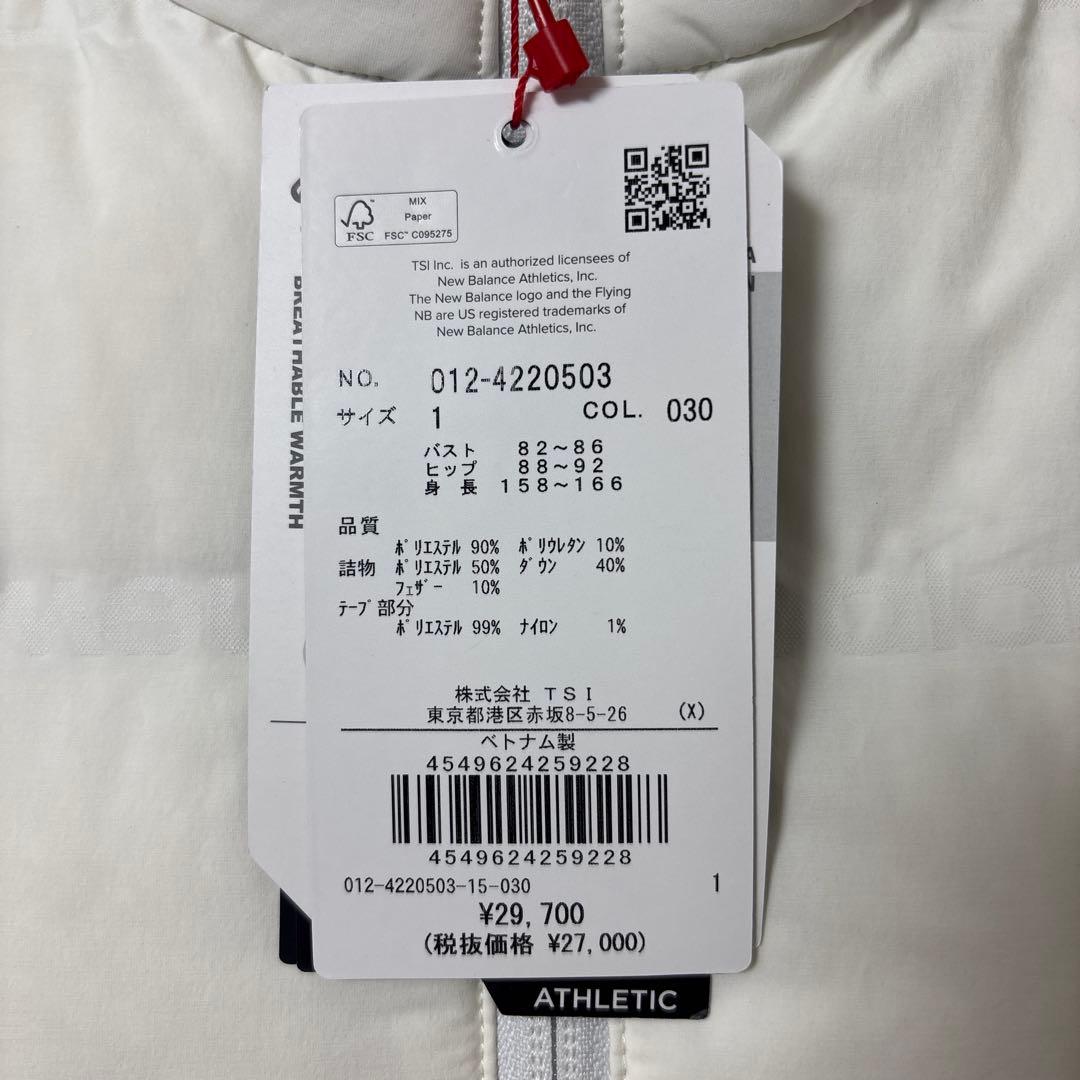 MIX
Paper
FSC™ C095275
FSC
TSI Inc. is an authorized licensees of
New Balance Athletics, Inc.
The New Balance logo and the Flying
NB are US registered trademarks of
New Balance Athletics, Inc.
NO. 012-4220503
サイズ 1 COL. 030
バスト 82～86
ヒップ 88～92
身長 158～166
品質
ﾎﾟﾘｴｽﾃﾙ 90% ﾎﾟﾘｳﾚﾀﾝ 10%
詰物 ﾎﾟﾘｴｽﾃﾙ 50% ﾀﾞｳﾝ 40%
ﾌｪｻﾞｰ 10%
ﾃｰﾌﾟ部分
ﾎﾟﾘｴｽﾃﾙ 99% ﾅｲﾛﾝ 1%
株式会社 TSI
東京都港区赤坂8-5-26 (X)
ベトナム製
4549624259228
4549624259228
012-4220503-15-030 1
¥29,700
(税抜価格 ¥27,000)
BREATHABLE WARMTH
ATHLETIC